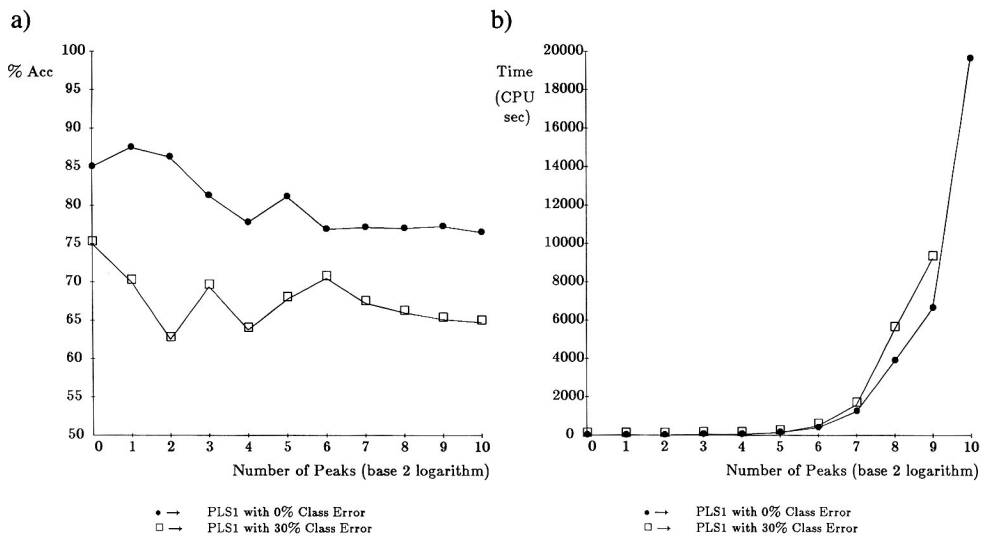 a)
100
% Acc
95
90
85
80
75
70
65
60
55
50
0 1 2 3 4 5 6 7 8 9 10
Number of Peaks (base 2 logarithm)
● → PLS1 with 0% Class Error
□ → PLS1 with 30% Class Error
b)
20000
Time
(CPU
sec)
18000
16000
14000
12000
10000
8000
6000
4000
2000
0
0 1 2 3 4 5 6 7 8 9 10
Number of Peaks (base 2 logarithm)
● → PLS1 with 0% Class Error
□ → PLS1 with 30% Class Error